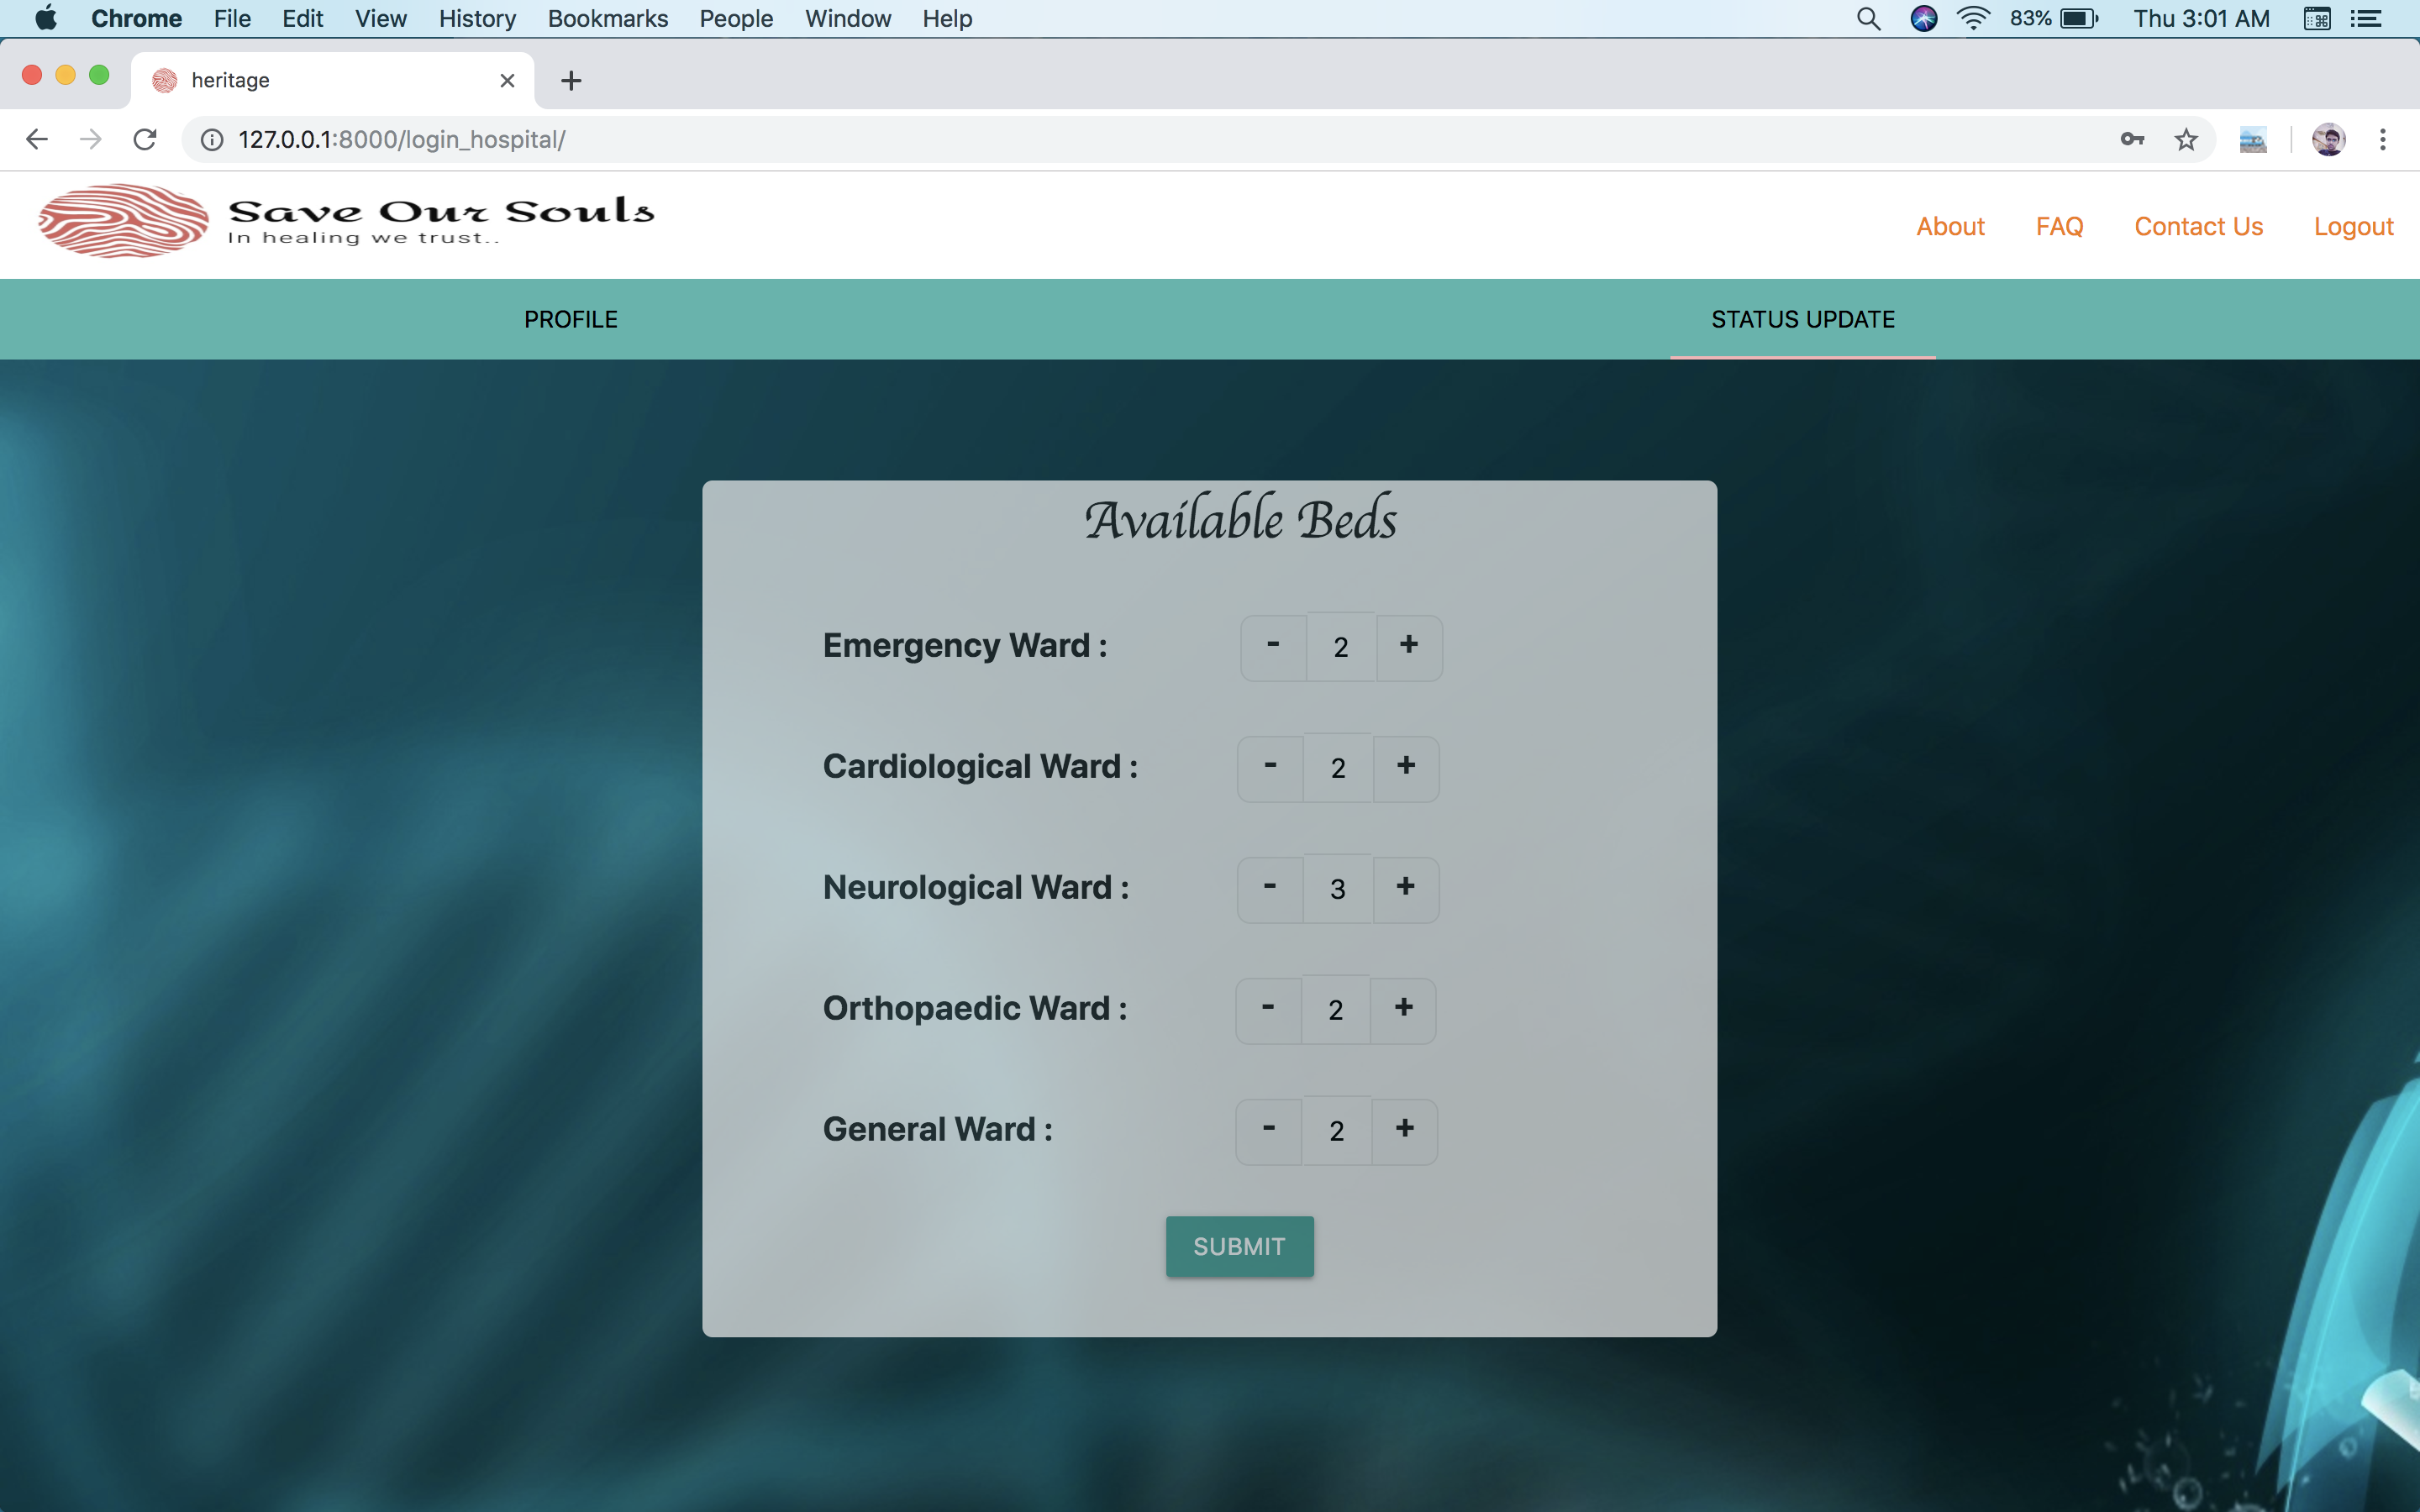 Chrome File Edit View History Bookmarks People Window Help 83% Thu 3:01 AM
heritage
127.0.0.1:8000/login_hospital/
Save Our Souls
In healing we trust..
About FAQ Contact Us Logout
PROFILE STATUS UPDATE
Available Beds
Emergency Ward : - 2 +
Cardiological Ward : - 2 +
Neurological Ward : - 3 +
Orthopaedic Ward : - 2 +
General Ward : - 2 +
SUBMIT